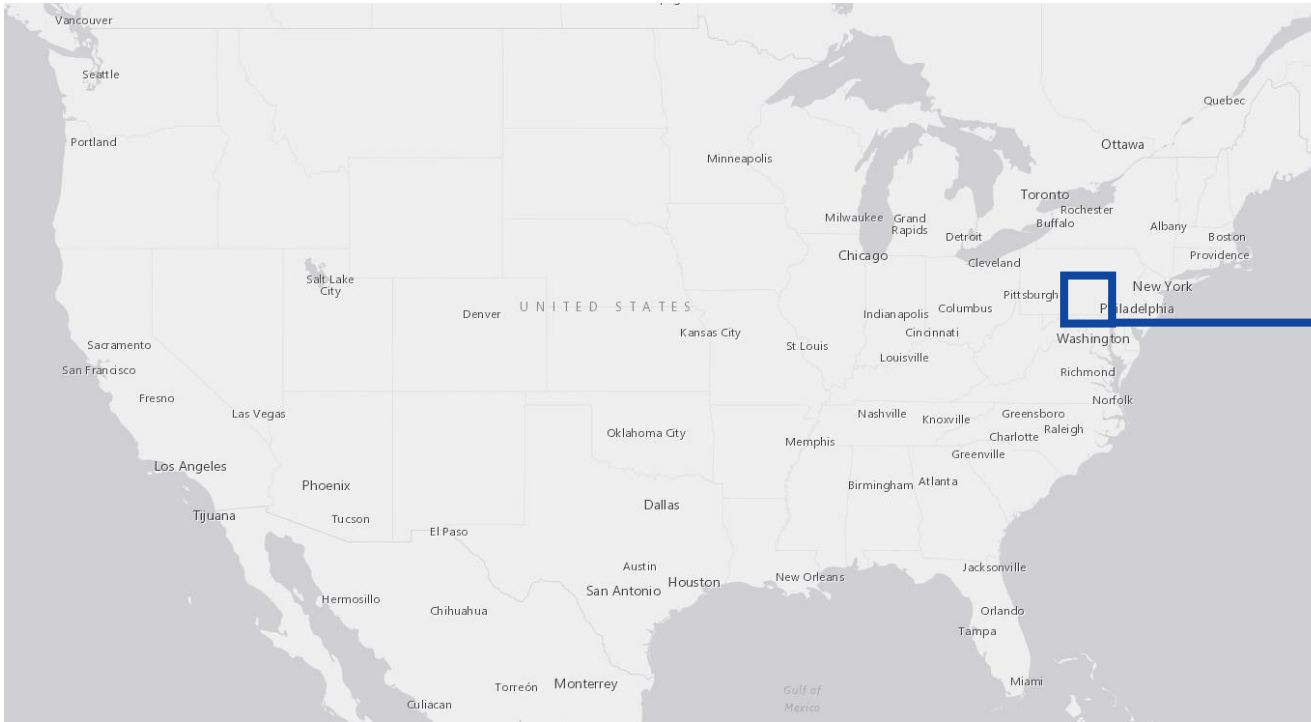 Vancouver
Seattle
Quebec
Portland
Ottawa
Minneapolis
Toronto
Rochester
Milwaukee
Grand
Rapids
Buffalo
Albany
Detroit
Boston
Chicago
Providence
Cleveland
Salt Lake
City
Pittsburgh
New York
UNITED STATES
Denver
Indianapolis
Columbus
Philadelphia
Kansas City
Cincinnati
Washington
Sacramento
St Louis
Louisville
San Francisco
Richmond
Fresno
Norfolk
Las Vegas
Nashville
Knoxville
Greensboro
Oklahoma City
Raleigh
Charlotte
Memphis
Greenville
Los Angeles
Phoenix
Birmingham
Atlanta
Dallas
Tijuana
Tucson
El Paso
Austin
Jacksonville
New Orleans
Houston
San Antonio
Hermosillo
Chihuahua
Orlando
Tampa
Miami
Torreón
Monterrey
Gulf of
Mexico
Culiacan